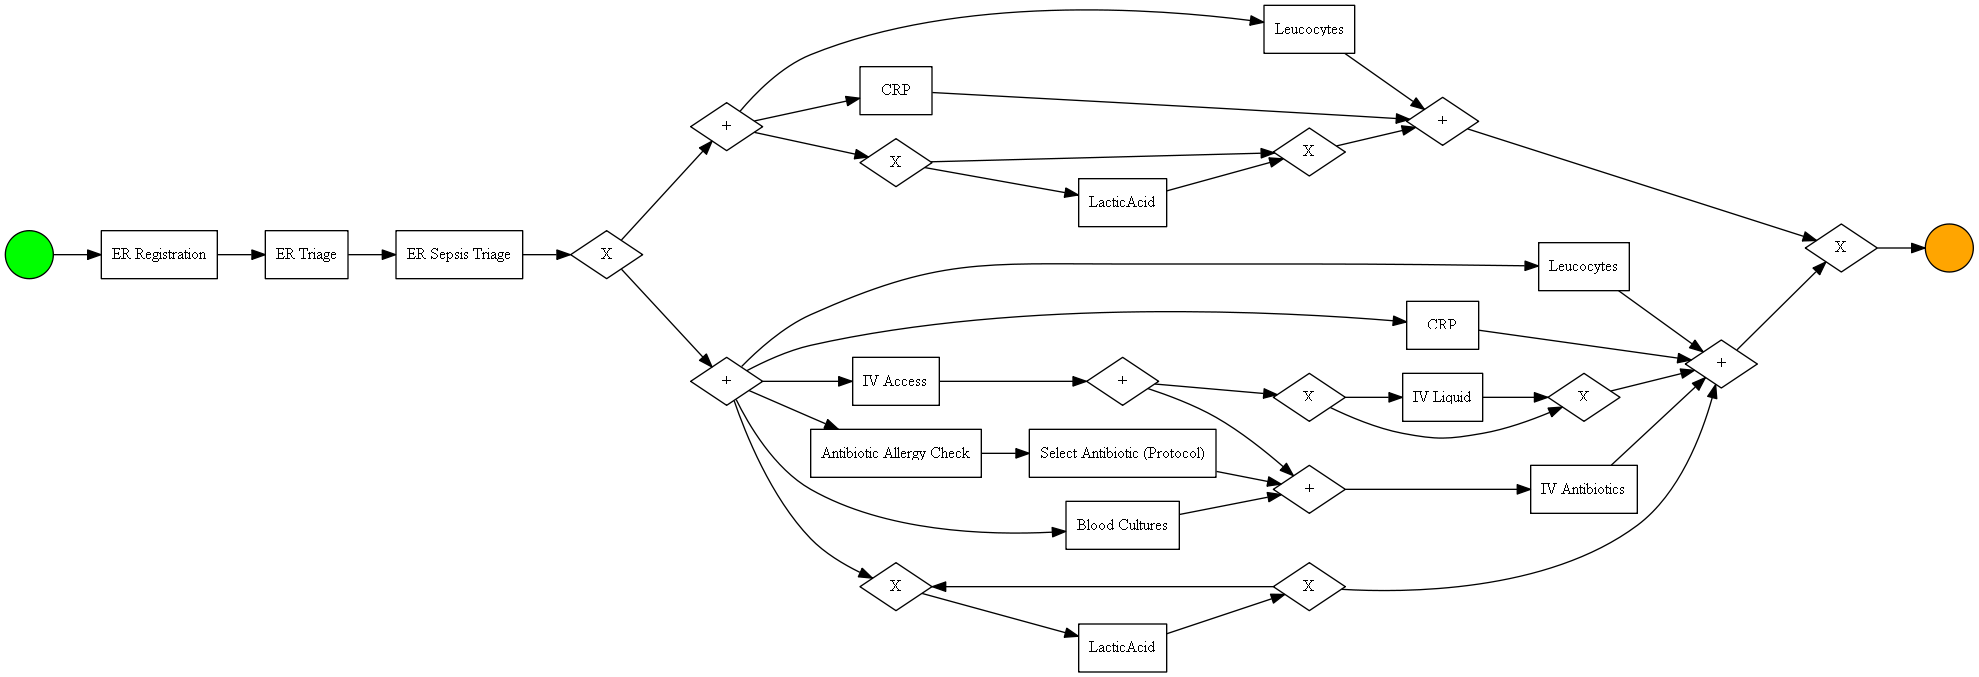 Leucocytes
CRP
+
+
X
X
LacticAcid
ER Registration
ER Triage
ER Sepsis Triage
X
X
Leucocytes
CRP
+
IV Access
+
X
IV Liquid
X
+
Antibiotic Allergy Check
Select Antibiotic (Protocol)
+
IV Antibiotics
Blood Cultures
X
X
LacticAcid